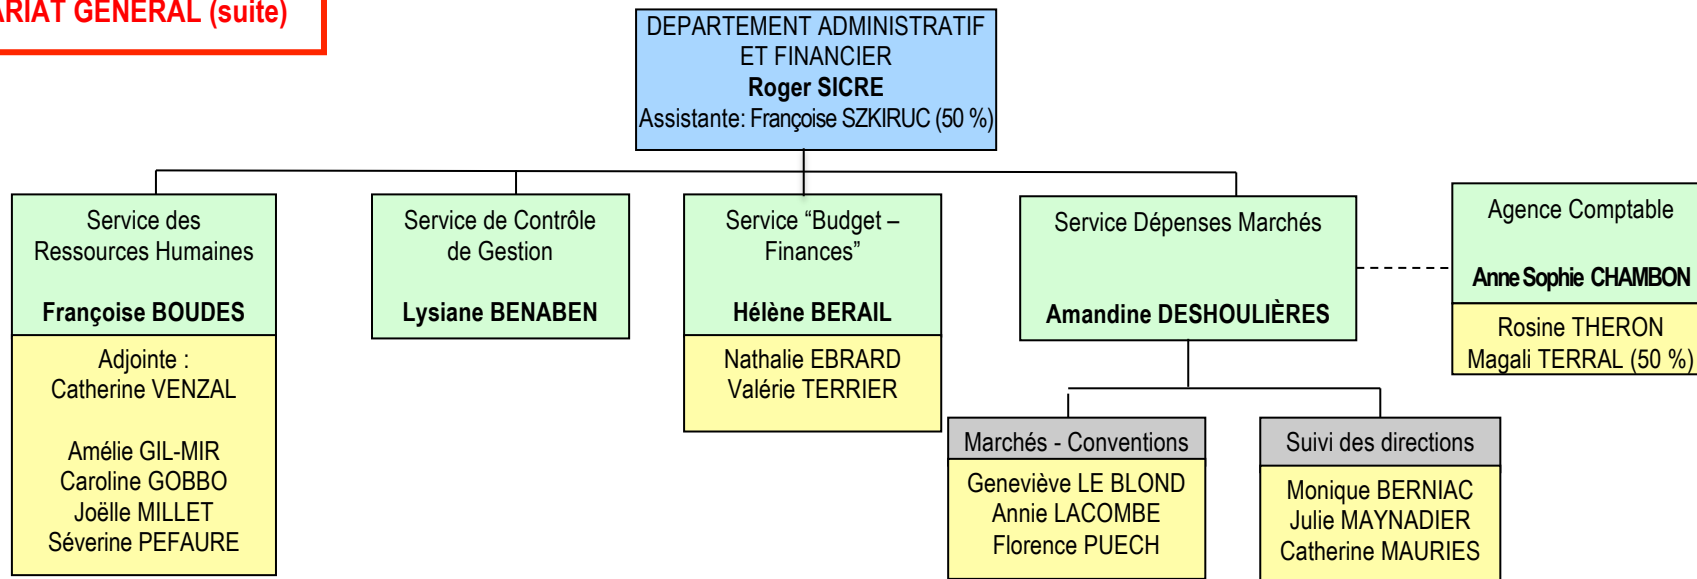 ARIAT GENERAL (suite)
DEPARTEMENT ADMINISTRATIF
ET FINANCIER
Roger SICRE
Assistante: Françoise SZKIRUC (50 %)
Service des
Ressources Humaines
Françoise BOUDES
Adjointe :
Catherine VENZAL
Amélie GIL-MIR
Caroline GOBBO
Joëlle MILLET
Séverine PEFAURE
Service de Contrôle
de Gestion
Lysiane BENABEN
Service “Budget –
Finances”
Hélène BERAIL
Nathalie EBRARD
Valérie TERRIER
Service Dépenses Marchés
Amandine DESHOULIÈRES
Marchés - Conventions
Geneviève LE BLOND
Annie LACOMBE
Florence PUECH
Suivi des directions
Monique BERNIAC
Julie MAYNADIER
Catherine MAURIES
Agence Comptable
Anne Sophie CHAMBON
Rosine THERON
Magali TERRAL (50 %)